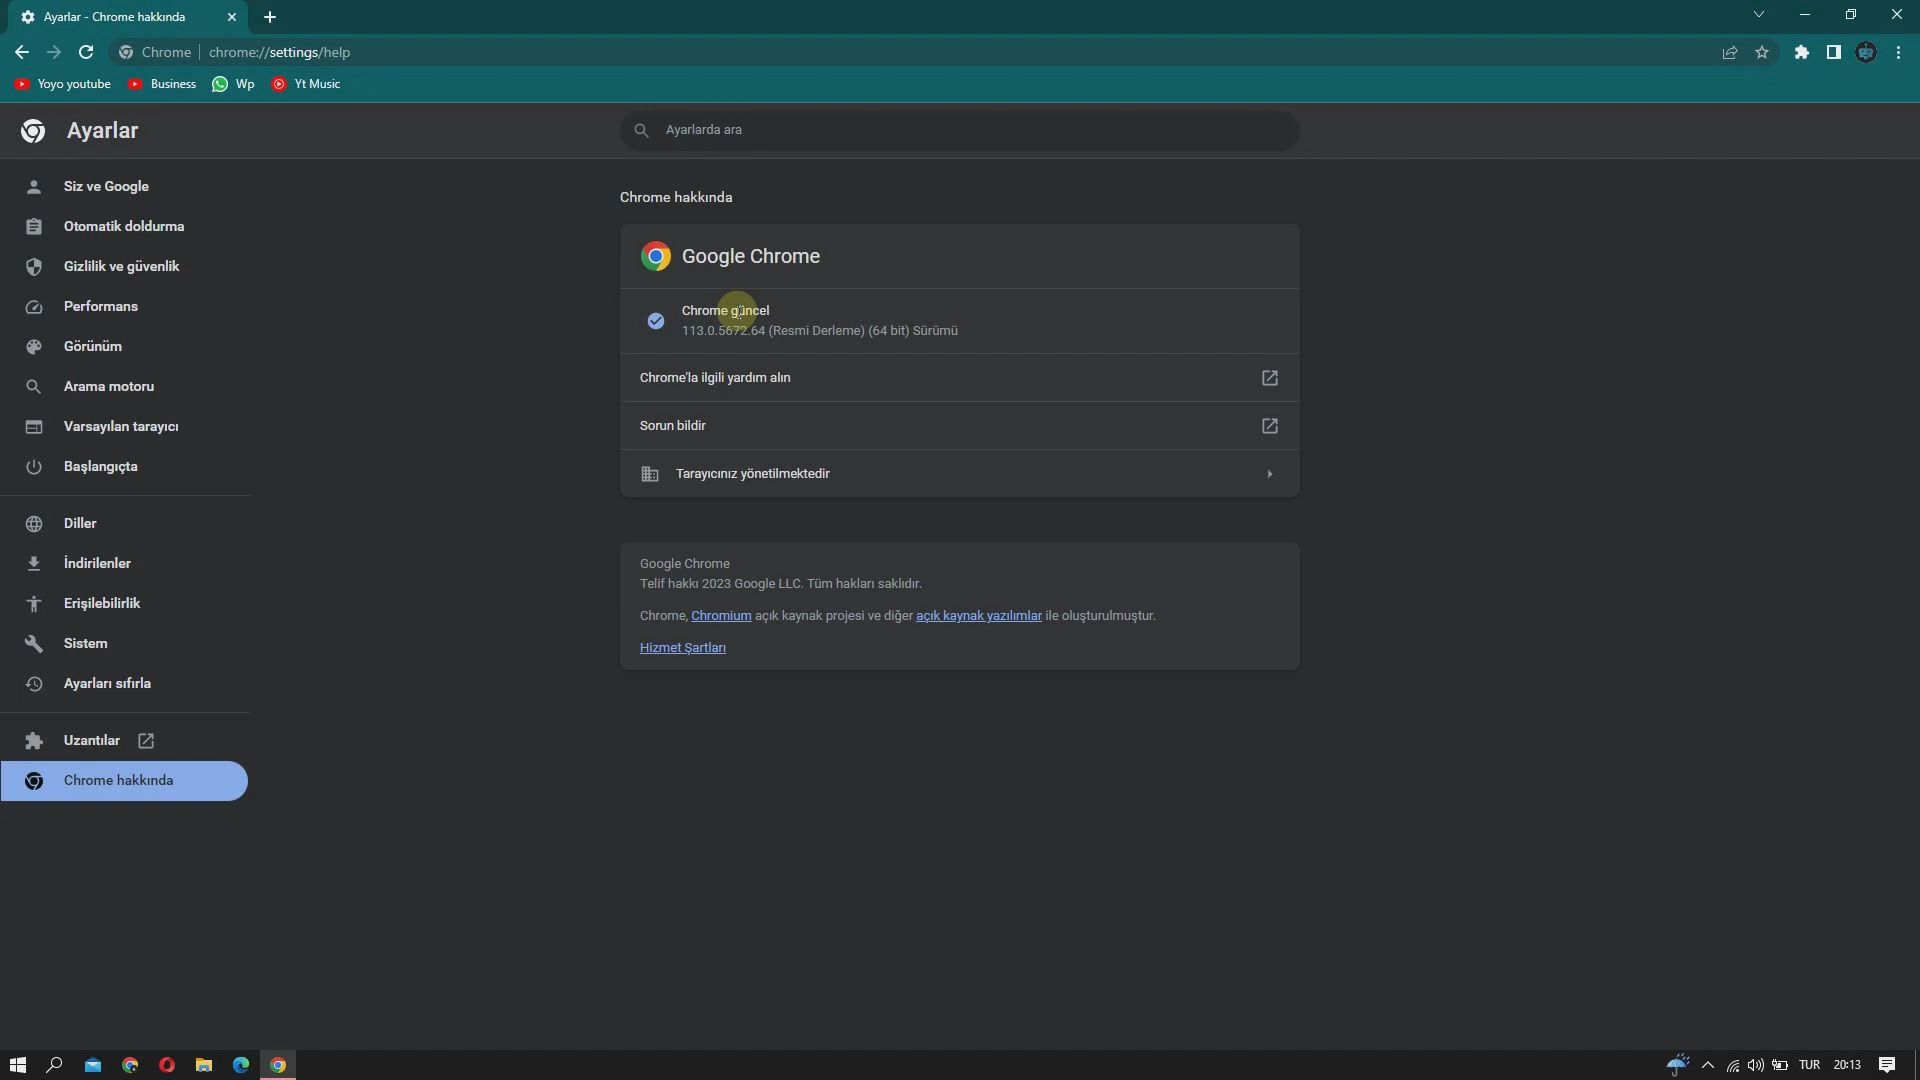 Ayarlar - Chrome hakkında
Chrome
chrome://settings/help
Yoyo youtube
Business
Wp
Yt Music
Ayarlar
Ayarlarda ara
Siz ve Google
Otomatik doldurma
Gizlilik ve güvenlik
Performans
Görünüm
Arama motoru
Varsayılan tarayıcı
Başlangıçta
Diller
İndirilenler
Erişilebilirlik
Sistem
Ayarları sıfırla
Uzantılar
Chrome hakkında
Chrome hakkında
Google Chrome
Chrome güncel
113.0.5672.64 (Resmi Derleme) (64 bit) Sürümü
Chrome'la ilgili yardım alın
Sorun bildir
Tarayıcınız yönetilmektedir
Google Chrome
Telif hakkı 2023 Google LLC. Tüm hakları saklıdır.
Chrome, Chromium açık kaynak projesi ve diğer açık kaynak yazılımlar ile oluşturulmuştur.
Hizmet Şartları
TUR
20:13